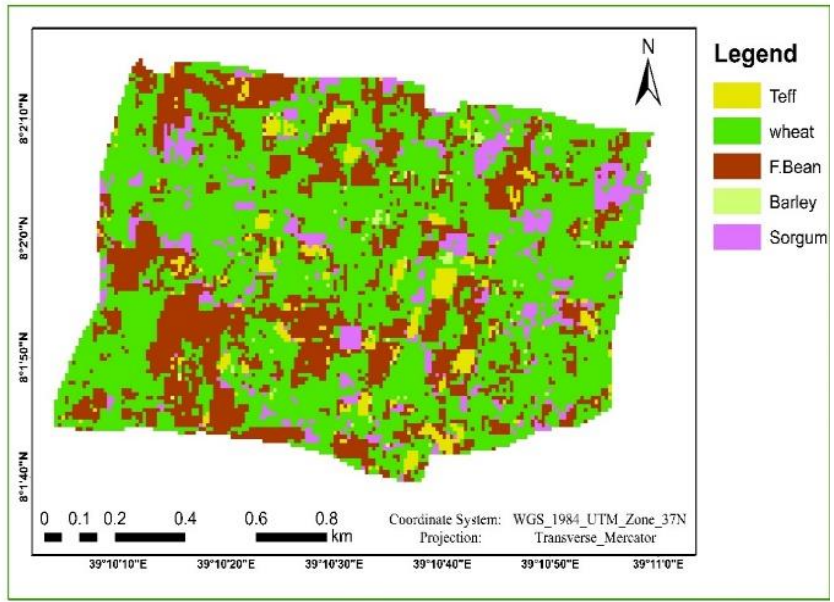 N
Legend
Teff
wheat
F.Bean
Barley
Sorgum
8°2'10"N
8°2'0"N
8°1'50"N
8°1'40"N
0 0.1 0.2 0.4 0.6 0.8
km
Coordinate System: WGS_1984_UTM_Zone_37N
Projection: Transverse_Mercator
39°10'10"E 39°10'20"E 39°10'30"E 39°10'40"E 39°10'50"E 39°11'0"E